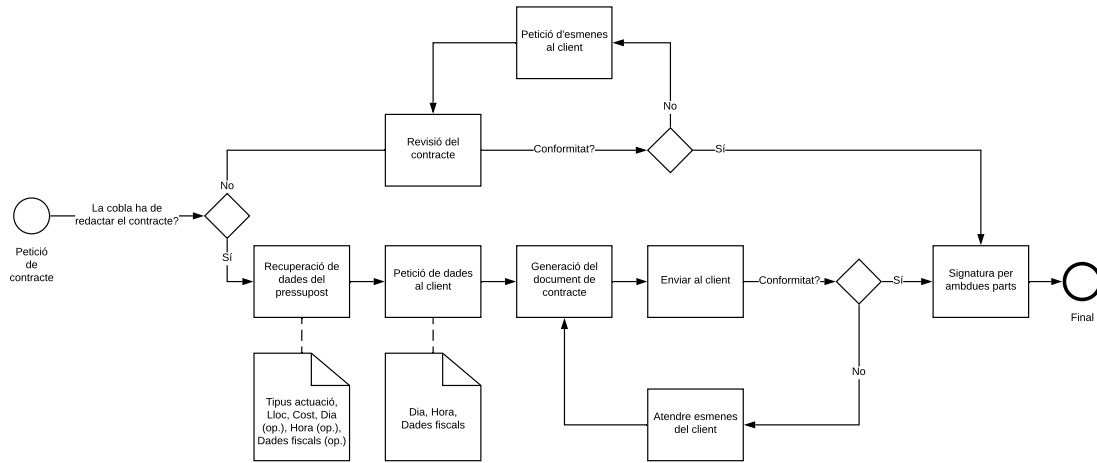 Petició d'esmenes
al client
No
Revisió del
contracte
Conformitat?
Sí
No
La cobla ha de
redactar el contracte?
Petició
de
contracte
Sí
Recuperació de
dades del
pressupost
Petició de dades
al client
Generació del
document de
contracte
Enviar al client
Conformitat?
Sí
Signatura per
ambdues parts
Final
No
Tipus actuació,
Lloc, Cost, Dia
(op.), Hora (op.),
Dades fiscals (op.)
Dia, Hora,
Dades fiscals
Atendre esmenes
del client